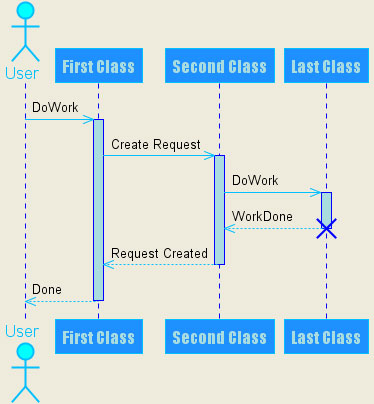 User
First Class
Second Class
Last Class
DoWork
Create Request
DoWork
WorkDone
Request Created
Done
User
First Class
Second Class
Last Class